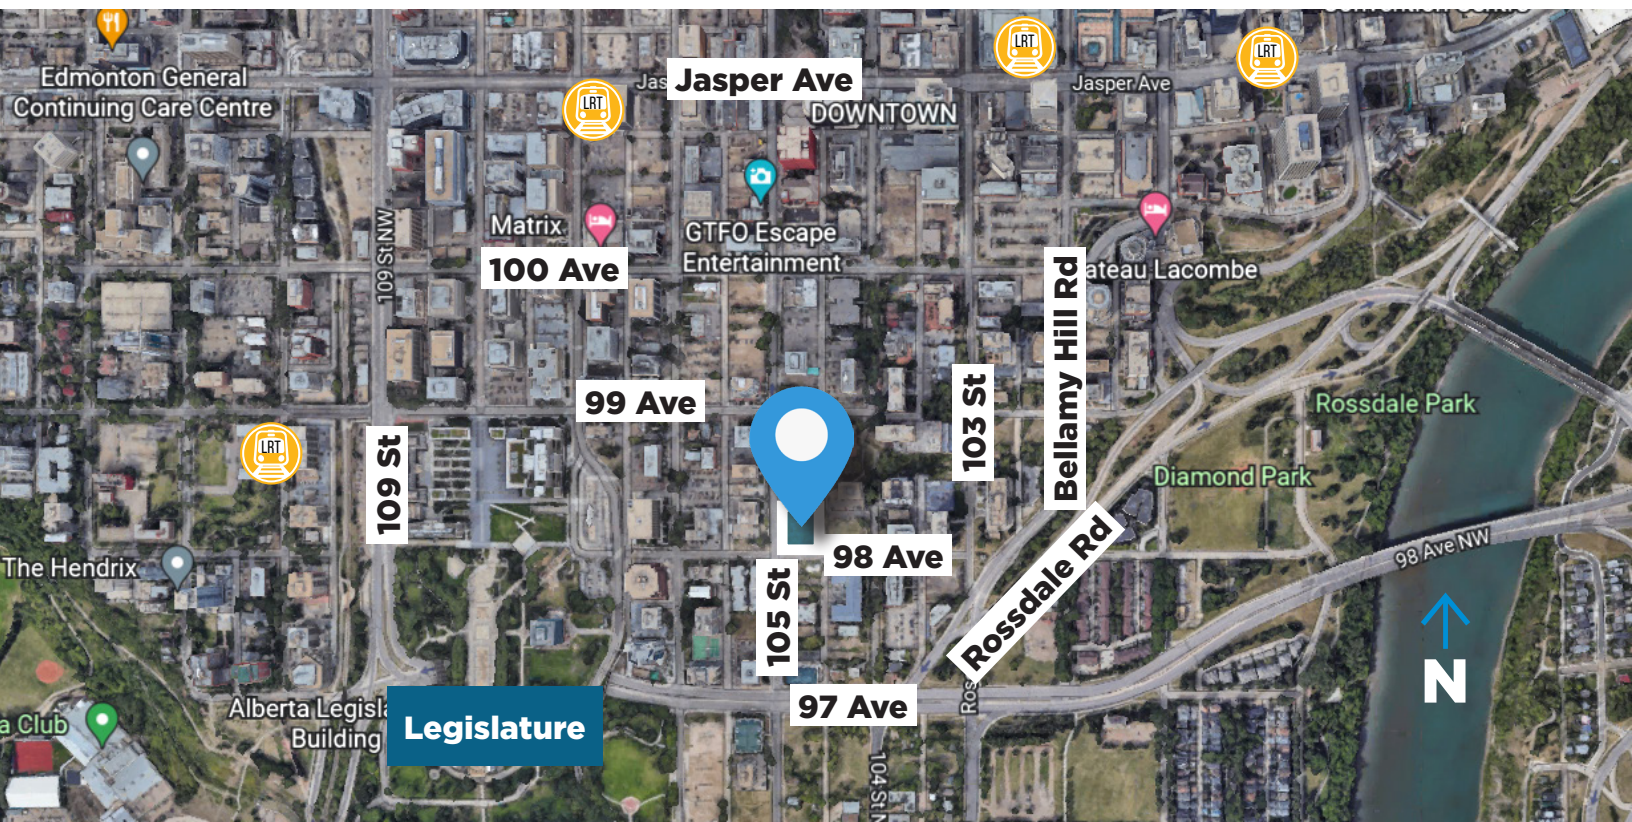 LRT
LRT
Edmonton General
Continuing Care Centre
Jas
Jasper Ave
Jasper Ave
LRT
DOWNTOWN
109 St NW
Matrix
GTFO Escape
Entertainment
100 Ave
Bellamy Hill Rd
ateau Lacombe
99 Ave
103 St
Rossdale Park
LRT
109 St
Diamond Park
98 Ave
98 Ave NW
The Hendrix
105 St
Rossdale Rd
N
97 Ave
Ros
Alberta Legisla
Building
Legislature
a Club
104 St N